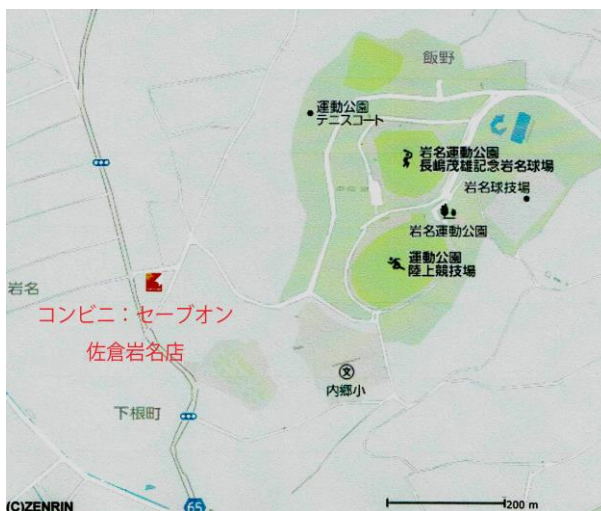 飯野
運動公園
テニスコート
岩名運動公園
長嶋茂雄記念岩名球場
岩名球技場
岩名運動公園
運動公園
陸上競技場
岩名
コンビニ：セーブオン
佐倉岩名店
文
内郷小
下根町
65
(C)ZENRIN
200 m